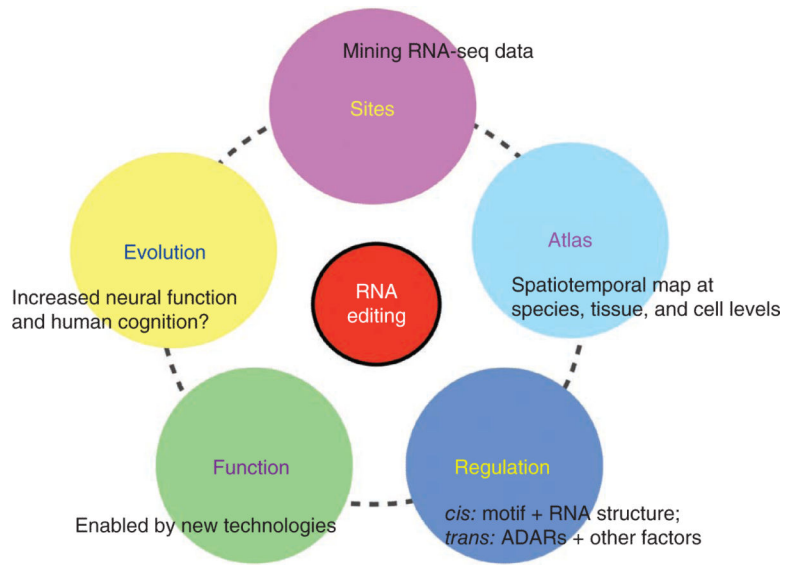 Mining RNA-seq data
Sites
Atlas
Spatiotemporal map at
species, tissue, and cell levels
Regulation
cis: motif + RNA structure;
trans: ADARs + other factors
Function
Enabled by new technologies
Evolution
Increased neural function
and human cognition?
RNA
editing